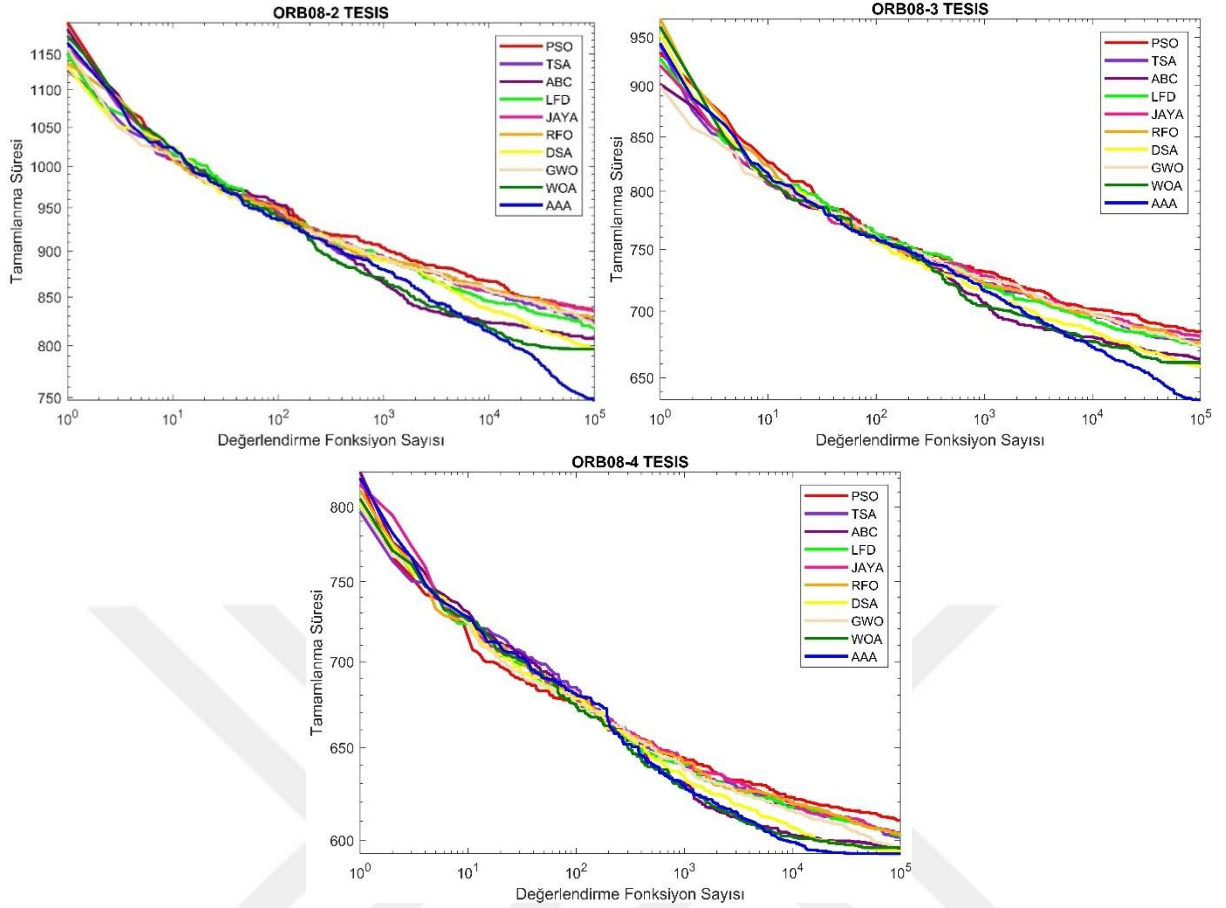 ORB08-2 TESIS
1150
1100
1050
1000
950
900
850
800
750
Tamamlanma Süresi
PSO
TSA
ABC
LFD
JAYA
RFO
DSA
GWO
WOA
AAA
10^0
10^1
10^2
10^3
10^4
10^5
Değerlendirme Fonksiyon Sayısı
ORB08-3 TESIS
950
900
850
800
750
700
650
Tamamlanma Süresi
PSO
TSA
ABC
LFD
JAYA
RFO
DSA
GWO
WOA
AAA
10^0
10^1
10^2
10^3
10^4
10^5
Değerlendirme Fonksiyon Sayısı
ORB08-4 TESIS
800
750
700
650
600
Tamamlanma Süresi
PSO
TSA
ABC
LFD
JAYA
RFO
DSA
GWO
WOA
AAA
10^0
10^1
10^2
10^3
10^4
10^5
Değerlendirme Fonksiyon Sayısı